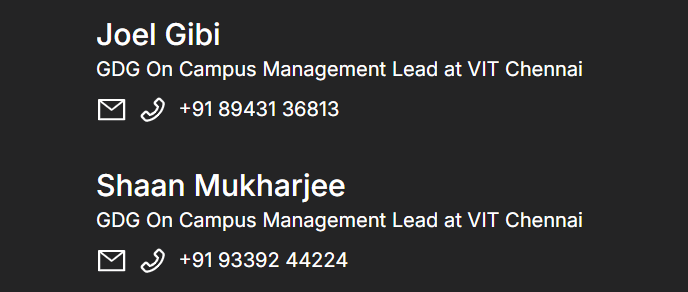 Joel Gibi
GDG On Campus Management Lead at VIT Chennai
+91 89431 36813
Shaan Mukharjee
GDG On Campus Management Lead at VIT Chennai
+91 93392 44224